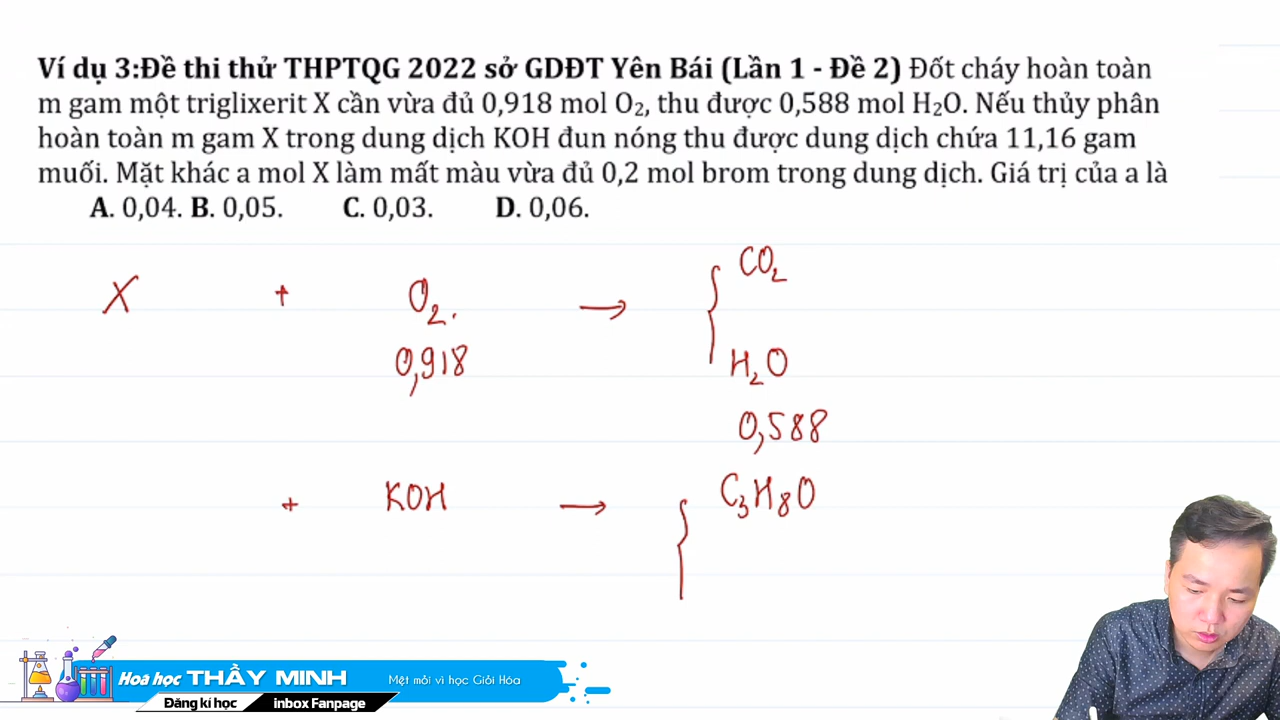 Ví dụ 3:Đề thi thử THPTQG 2022 sở GDĐT Yên Bái (Lần 1 - Đề 2) Đốt cháy hoàn toàn
m gam một triglixerit X cần vừa đủ 0,918 mol O₂, thu được 0,588 mol H₂O. Nếu thủy phân
hoàn toàn m gam X trong dung dịch KOH đun nóng thu được dung dịch chứa 11,16 gam
muối. Mặt khác a mol X làm mất màu vừa đủ 0,2 mol brom trong dung dịch. Giá trị của a là
A. 0,04. B. 0,05. C. 0,03. D. 0,06.
X + O₂. → { CO₂
0,918 H₂O
0,588
+ KOH → { C₃H₈O
Hoá học THẦY MINH Mệt mỏi vì học Giỏi Hóa
Đăng kí học inbox Fanpage